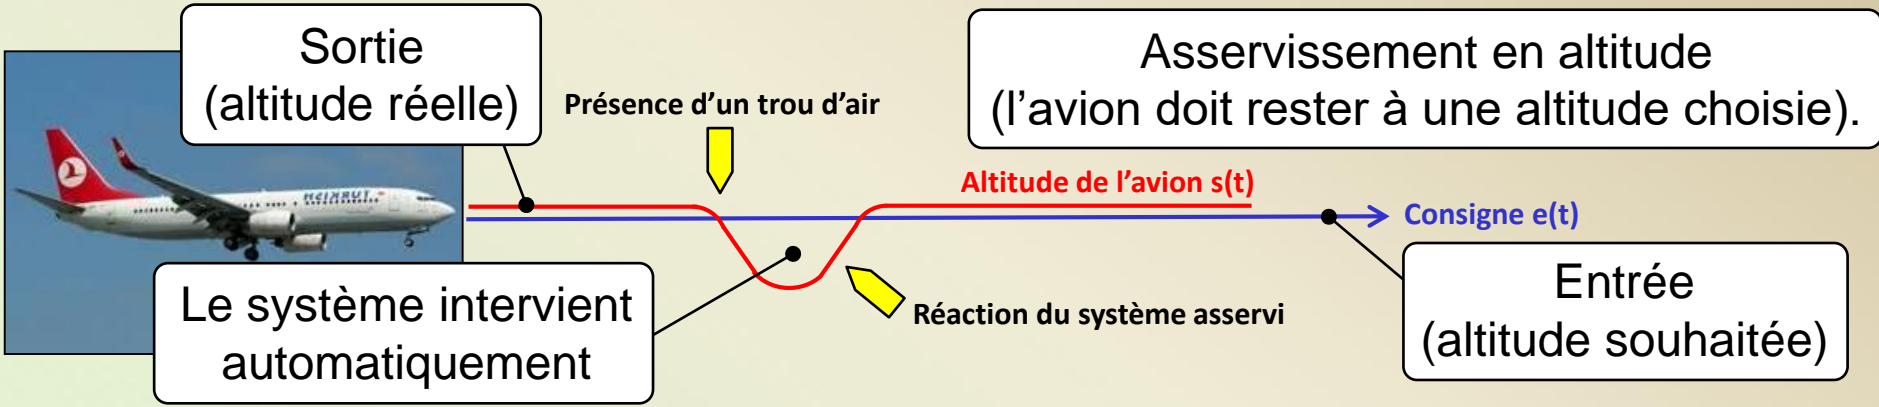 Sortie
(altitude réelle)
Présence d’un trou d’air
Asservissement en altitude
(l’avion doit rester à une altitude choisie).
Altitude de l’avion s(t)
Consigne e(t)
Le système intervient
automatiquement
Réaction du système asservi
Entrée
(altitude souhaitée)